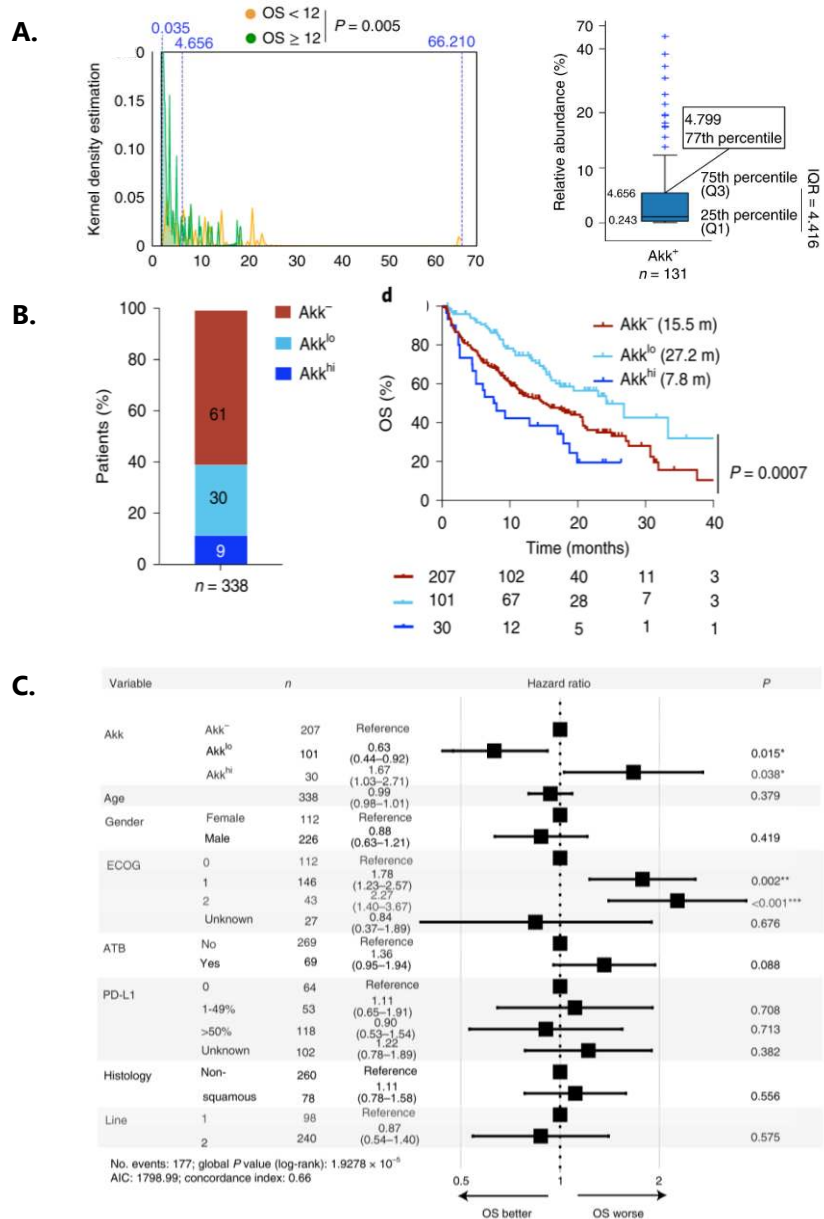 A.
OS < 12
OS ≥ 12
P = 0.005
0.035
4.656
66.210
Kernel density estimation
0
0.15
0.10
0.05
0
0 10 20 30 40 50 60 70
Relative abundance (%)
70
40
20
10
0
4.799
77th percentile
4.656
0.243
75th percentile
(Q3)
25th percentile
(Q1)
IQR = 4.416
Akk+
n = 131
B.
Patients (%)
100
80
60
40
20
0
61
30
9
n = 338
Akk–
Akklo
Akkhi
d
OS (%)
80
60
40
20
0
Akk– (15.5 m)
Akklo (27.2 m)
Akkhi (7.8 m)
P = 0.0007
0 10 20 30 40
Time (months)
207 102 40 11 3
101 67 28 7 3
30 12 5 1 1
C.
Variable n Hazard ratio P
Akk Akk– 207 Reference
Akklo 101 0.63 (0.44–0.92) 0.015*
Akkhi 30 1.67 (1.03–2.71) 0.038*
Age 338 0.99 (0.98–1.01) 0.379
Gender Female 112 Reference
Male 226 0.88 (0.63–1.21) 0.419
ECOG 0 112 Reference
1 146 1.78 (1.23–2.57) 0.002**
2 43 2.27 (1.40–3.67) <0.001***
Unknown 27 0.84 (0.37–1.89) 0.676
ATB No 269 Reference
Yes 69 1.36 (0.95–1.94) 0.088
PD-L1 0 64 Reference
1-49% 53 1.11 (0.65–1.91) 0.708
>50% 118 0.90 (0.53–1.54) 0.713
Unknown 102 1.22 (0.78–1.89) 0.382
Histology Non- 260 Reference
squamous 78 1.11 (0.78–1.58) 0.556
Line 1 98 Reference
2 240 0.87 (0.54–1.40) 0.575
No. events: 177; global P value (log-rank): 1.9278 × 10–5
AIC: 1798.99; concordance index: 0.66
0.5 1 2
OS better OS worse